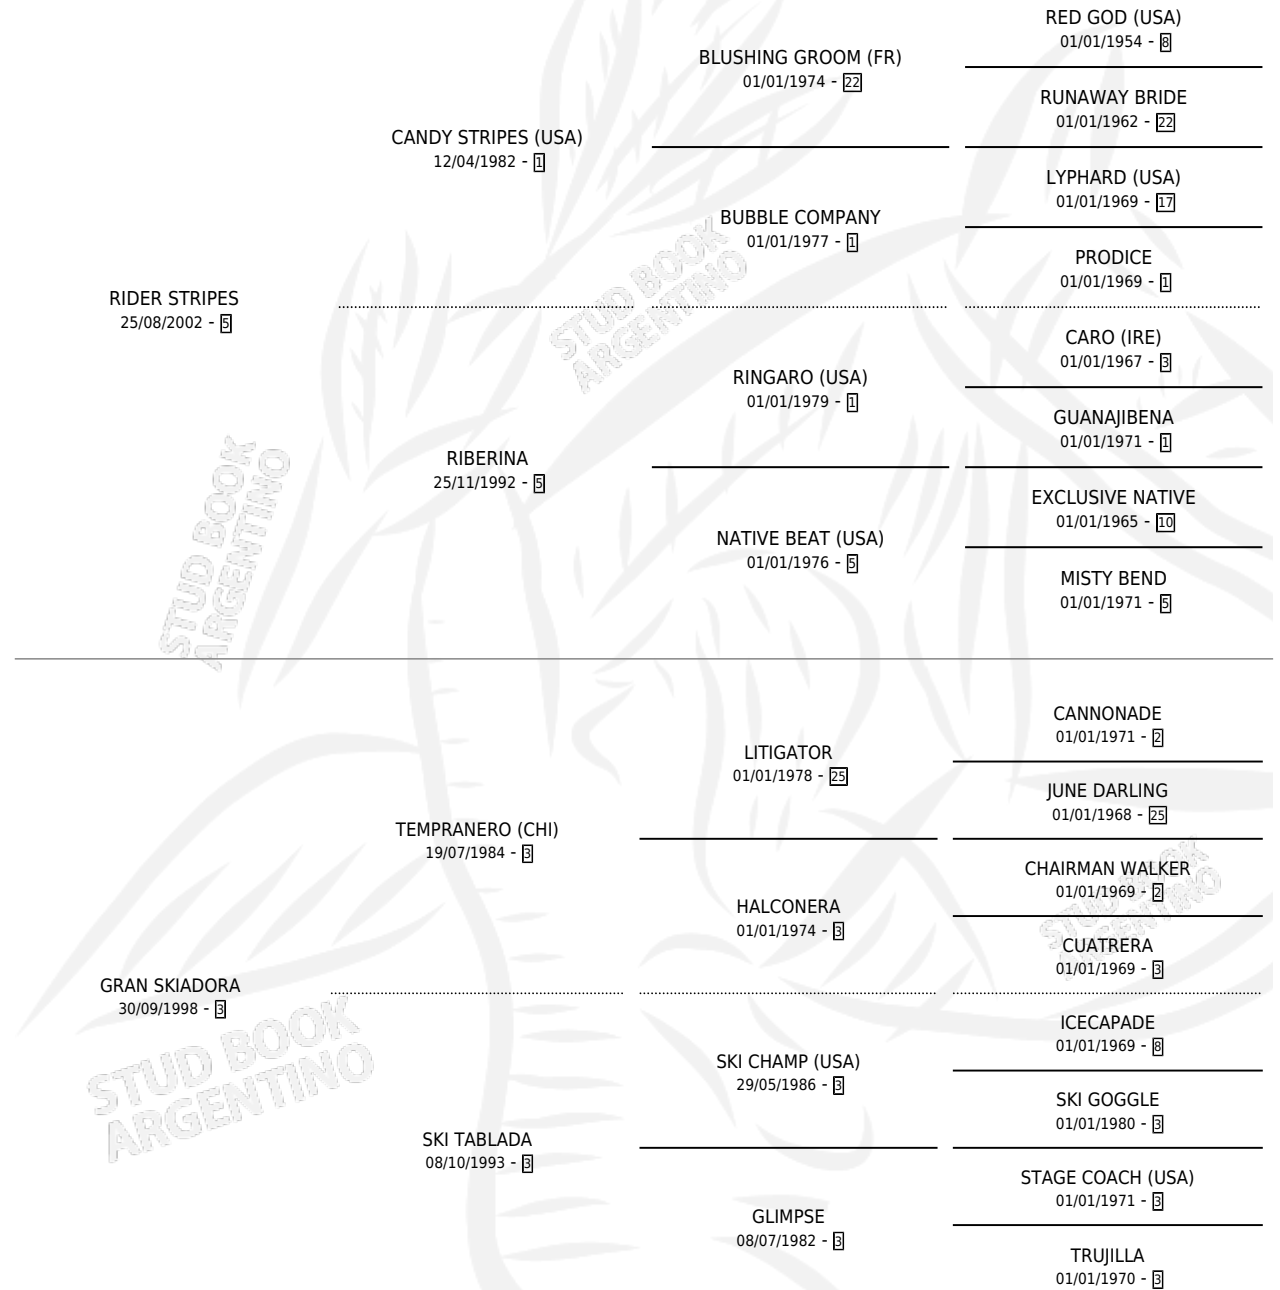 RED GOD (USA)
01/01/1954 - 8
BLUSHING GROOM (FR)
01/01/1974 - 22
RUNAWAY BRIDE
01/01/1962 - 22
CANDY STRIPES (USA)
12/04/1982 - 1
LYPHARD (USA)
01/01/1969 - 17
BUBBLE COMPANY
01/01/1977 - 1
PRODICE
01/01/1969 - 1
RIDER STRIPES
25/08/2002 - 5
STUD BOOK
ARGENTINO
CARO (IRE)
01/01/1967 - 3
RINGARO (USA)
01/01/1979 - 1
GUANAJIBENA
01/01/1971 - 1
RIBERINA
25/11/1992 - 5
EXCLUSIVE NATIVE
01/01/1965 - 10
NATIVE BEAT (USA)
01/01/1976 - 5
MISTY BEND
01/01/1971 - 5
STUD BOOK
ARGENTINO
CANNONADE
01/01/1971 - 2
LITIGATOR
01/01/1978 - 25
JUNE DARLING
01/01/1968 - 25
TEMPRANERO (CHI)
19/07/1984 - 3
CHAIRMAN WALKER
01/01/1969 - 2
HALCONERA
01/01/1974 - 3
STUD BOOK
ARGENTINO
CUATRERA
01/01/1969 - 3
GRAN SKIADORA
30/09/1998 - 3
ICECAPADE
01/01/1969 - 8
SKI CHAMP (USA)
29/05/1986 - 3
STUD BOOK
ARGENTINO
SKI GOGGLE
01/01/1980 - 3
SKI TABLADA
08/10/1993 - 3
STAGE COACH (USA)
01/01/1971 - 3
GLIMPSE
08/07/1982 - 3
TRUJILLA
01/01/1970 - 3